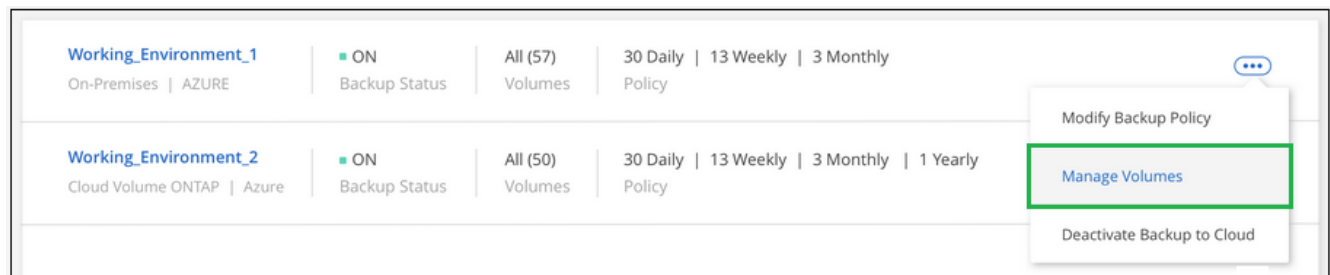 Working_Environment_1
On-Premises | AZURE
ON
Backup Status
All (57)
Volumes
30 Daily | 13 Weekly | 3 Monthly
Policy
Working_Environment_2
Cloud Volume ONTAP | Azure
ON
Backup Status
All (50)
Volumes
30 Daily | 13 Weekly | 3 Monthly | 1 Yearly
Policy
Modify Backup Policy
Manage Volumes
Deactivate Backup to Cloud